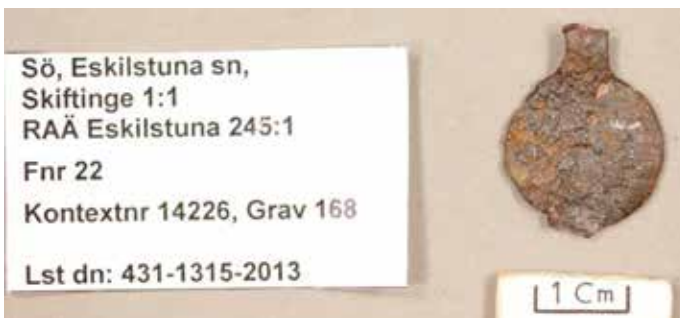 Sö, Eskilstuna sn,
Skiftinge 1:1
RAÄ Eskilstuna 245:1
Fnr 22
Kontextnr 14226, Grav 168
Lst dn: 431-1315-2013
1 Cm